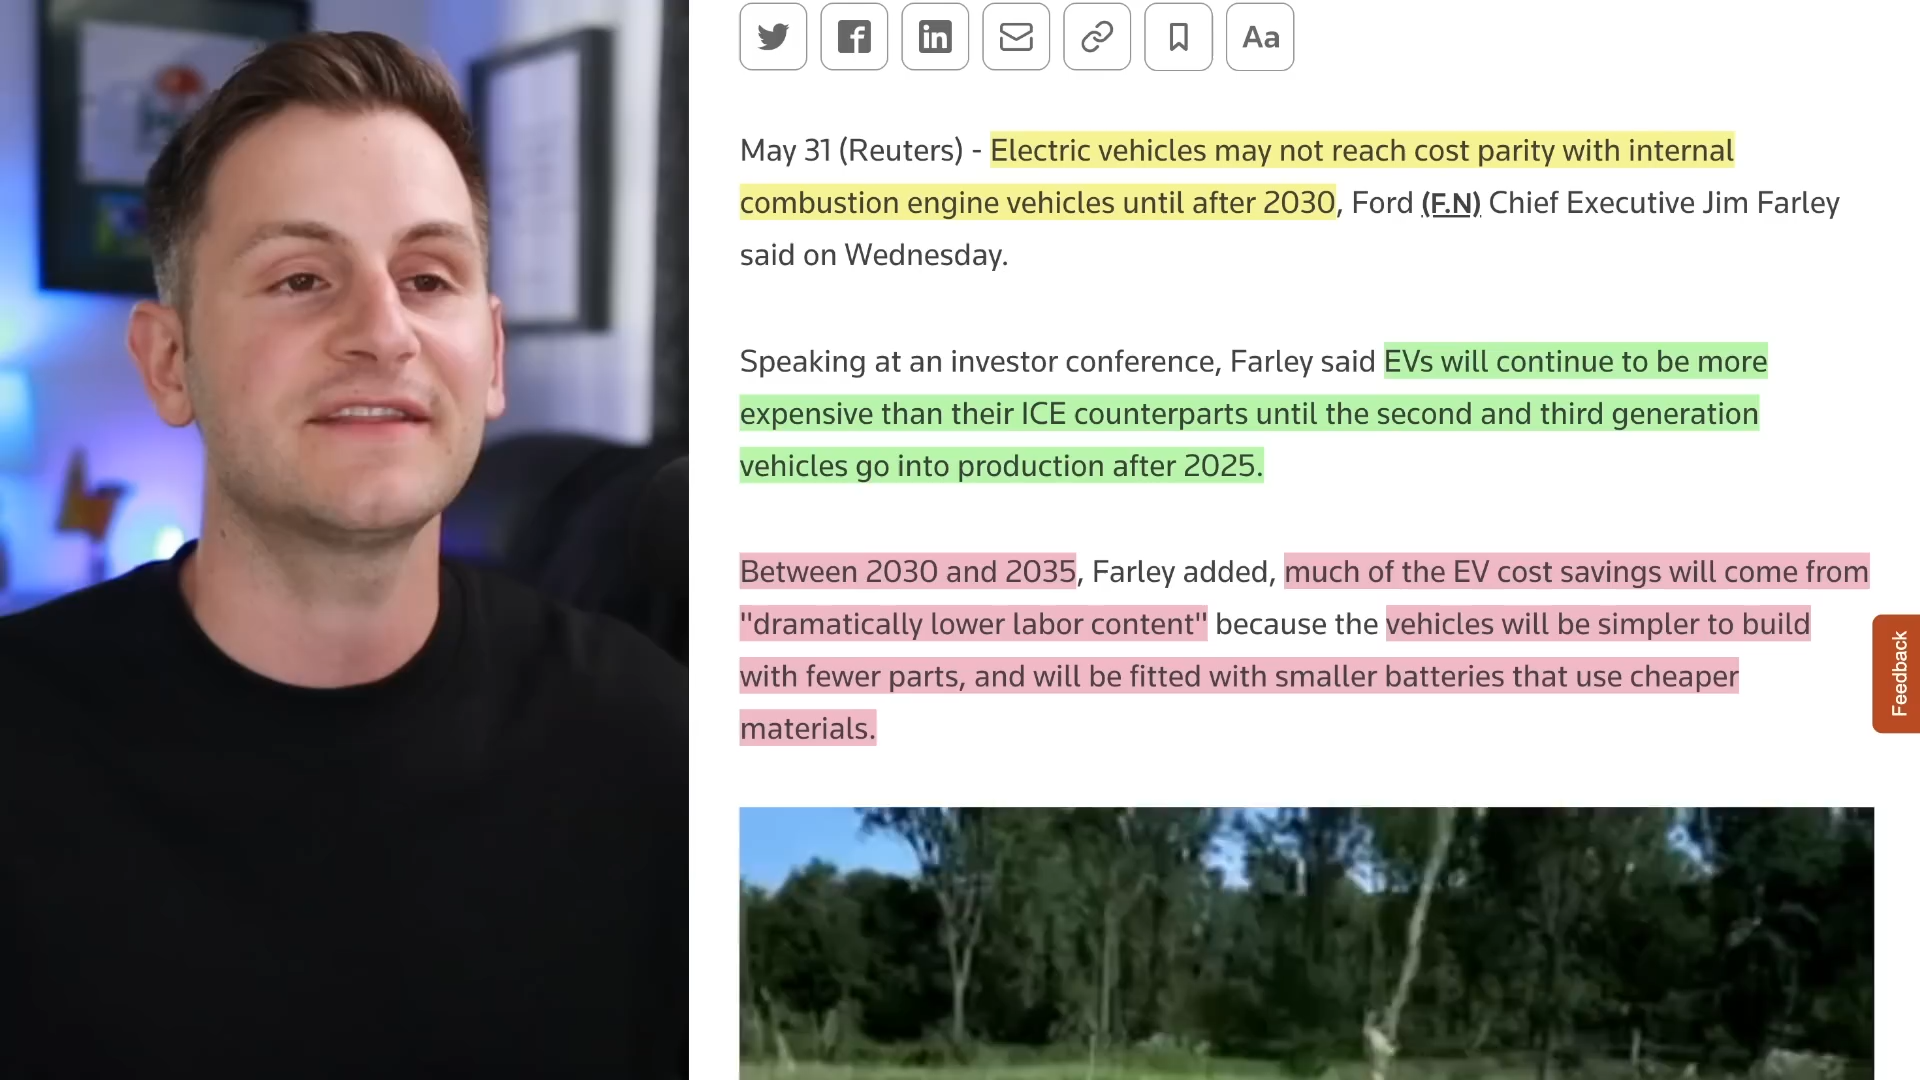 Aa
May 31 (Reuters) - Electric vehicles may not reach cost parity with internal
combustion engine vehicles until after 2030, Ford (F.N) Chief Executive Jim Farley
said on Wednesday.
Speaking at an investor conference, Farley said EVs will continue to be more
expensive than their ICE counterparts until the second and third generation
vehicles go into production after 2025.
Between 2030 and 2035, Farley added, much of the EV cost savings will come from
"dramatically lower labor content" because the vehicles will be simpler to build
with fewer parts, and will be fitted with smaller batteries that use cheaper
materials.
Feedback